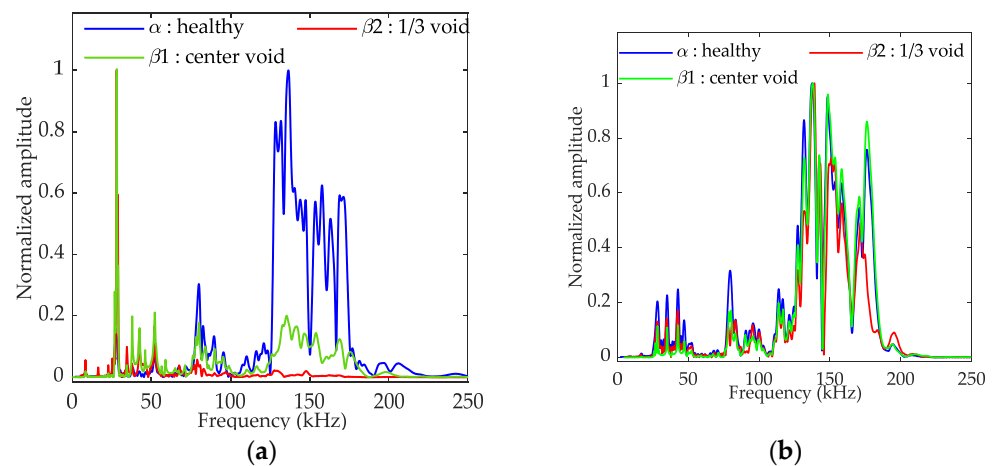 α : healthy
β2 : 1/3 void
β1 : center void
Normalized amplitude
1
0.8
0.6
0.4
0.2
0
0
50
100
150
200
250
Frequency (kHz)
(a)
α : healthy
β2 : 1/3 void
β1 : center void
Normalized amplitude
1
0.8
0.6
0.4
0.2
0
0
50
100
150
200
250
Frequency (kHz)
(b)